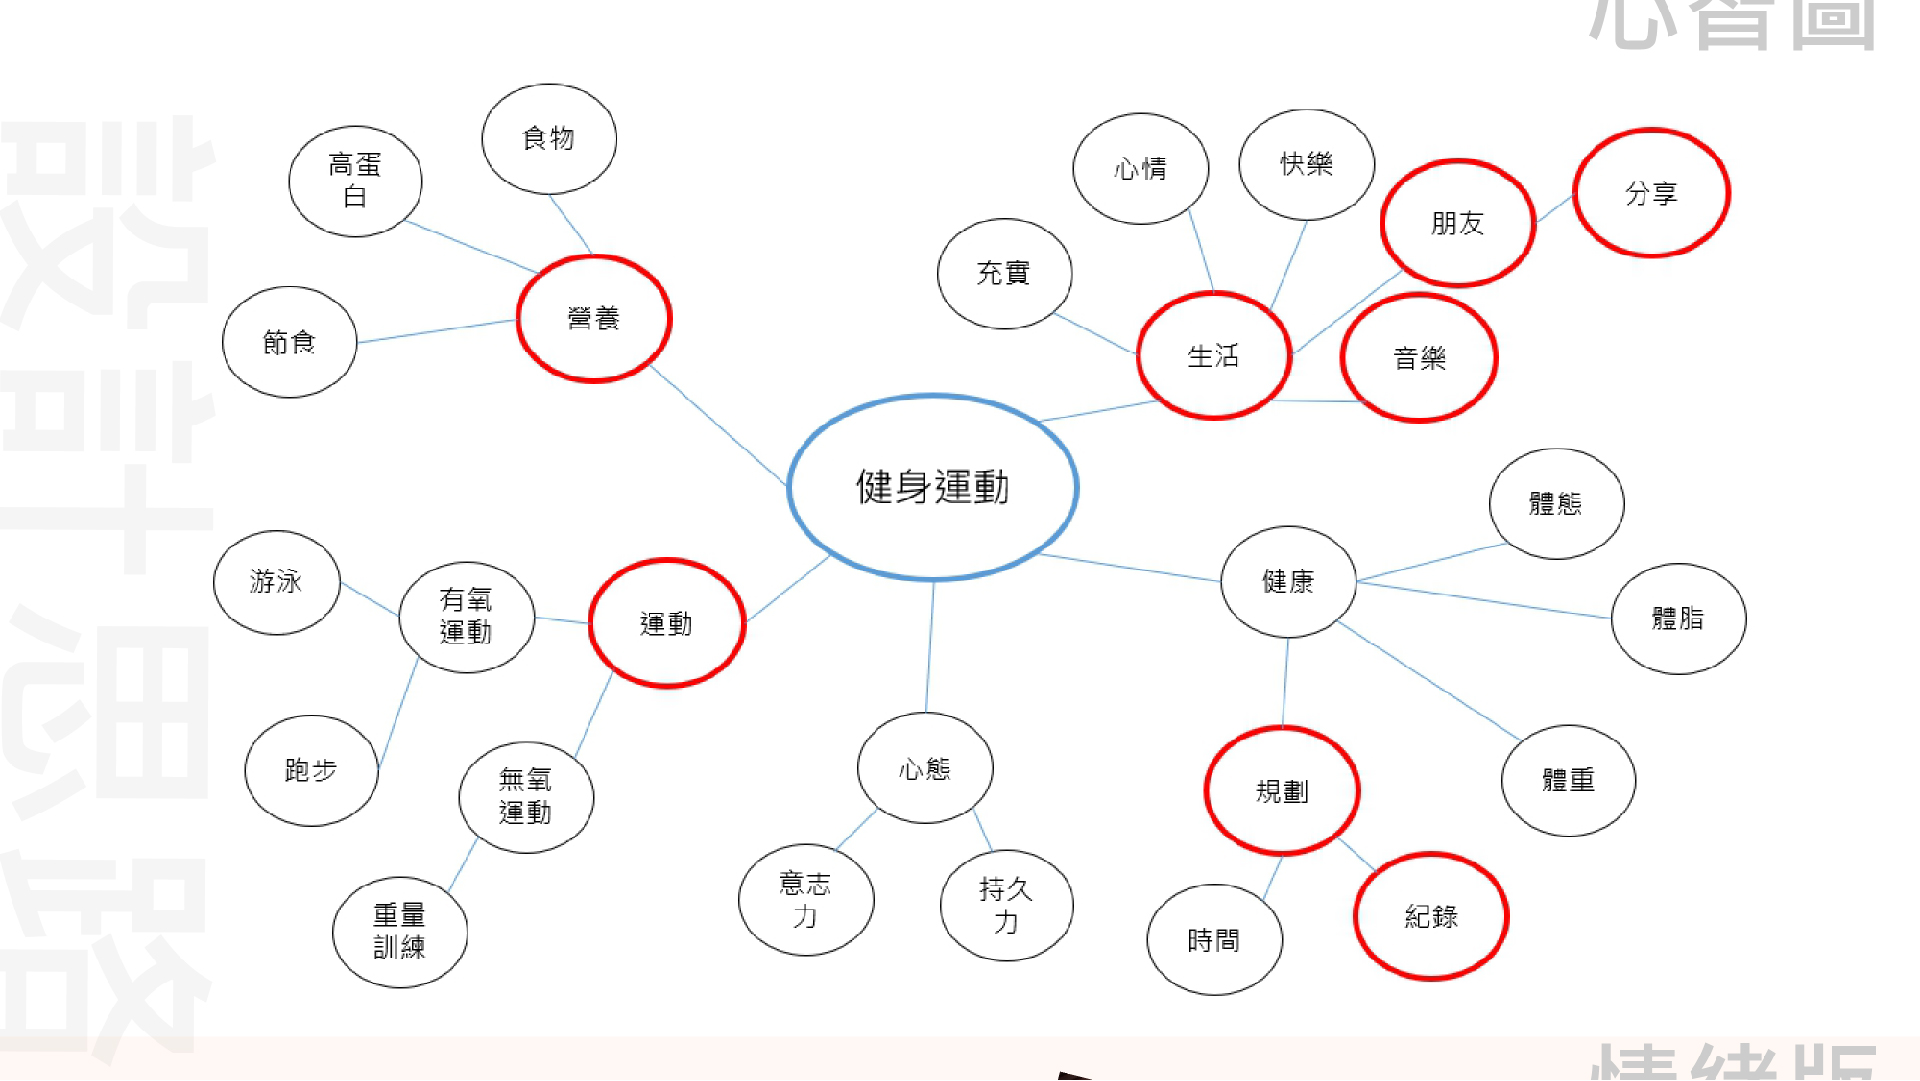 心智圖
設計思路
食物
高蛋
白
節食
營養
心情
快樂
朋友
分享
充實
生活
音樂
健身運動
體態
健康
體脂
游泳
有氧
運動
運動
跑步
無氧
運動
重量
訓練
心態
意志
力
持久
力
規劃
體重
時間
紀錄
情緒版